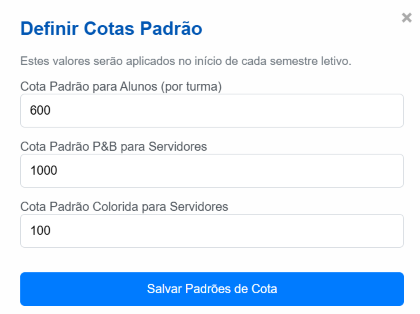 ×
Definir Cotas Padrão
Estes valores serão aplicados no início de cada semestre letivo.
Cota Padrão para Alunos (por turma)
600
Cota Padrão P&B para Servidores
1000
Cota Padrão Colorida para Servidores
100
Salvar Padrões de Cota